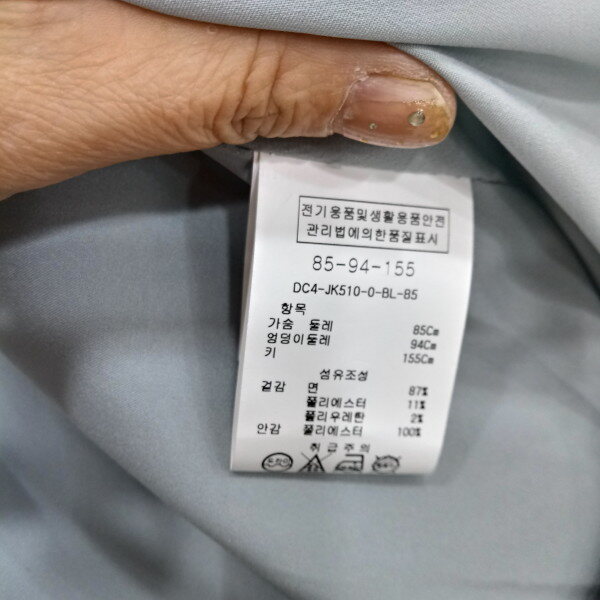 전기용품및생활용품안전
관리법에의한품질표시
85-94-155
DC4-JK510-0-BL-85
항목
가슴 둘레 85Cm
엉덩이둘레 94Cm
키 155Cm
섬유조성
겉감 면 87%
폴리에스터 11%
폴리우레탄 2%
안감 폴리에스터 100%
취급주의